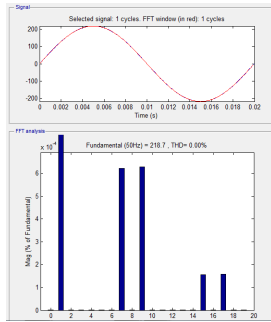 Signal
Selected signal: 1 cycles. FFT window (in red): 1 cycles
200
100
0
-100
-200
0 0.002 0.004 0.006 0.008 0.01 0.012 0.014 0.016 0.018 0.02
Time (s)
FFT analysis
x 10^-4
Fundamental (50Hz) = 218.7 , THD= 0.00%
6
5
4
3
2
1
0
Mag (% of Fundamental)
0 2 4 6 8 10 12 14 16 18 20